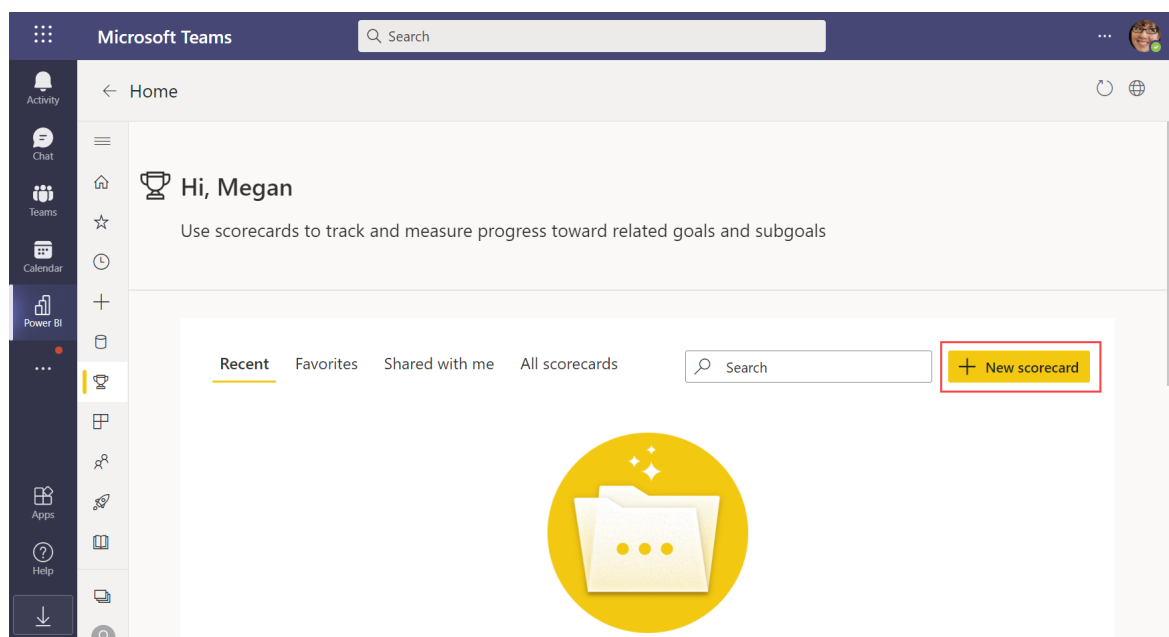 Microsoft Teams
Search
Activity
Chat
Teams
Calendar
Power BI
Apps
Help
Home
Hi, Megan
Use scorecards to track and measure progress toward related goals and subgoals
Recent Favorites Shared with me All scorecards Search New scorecard